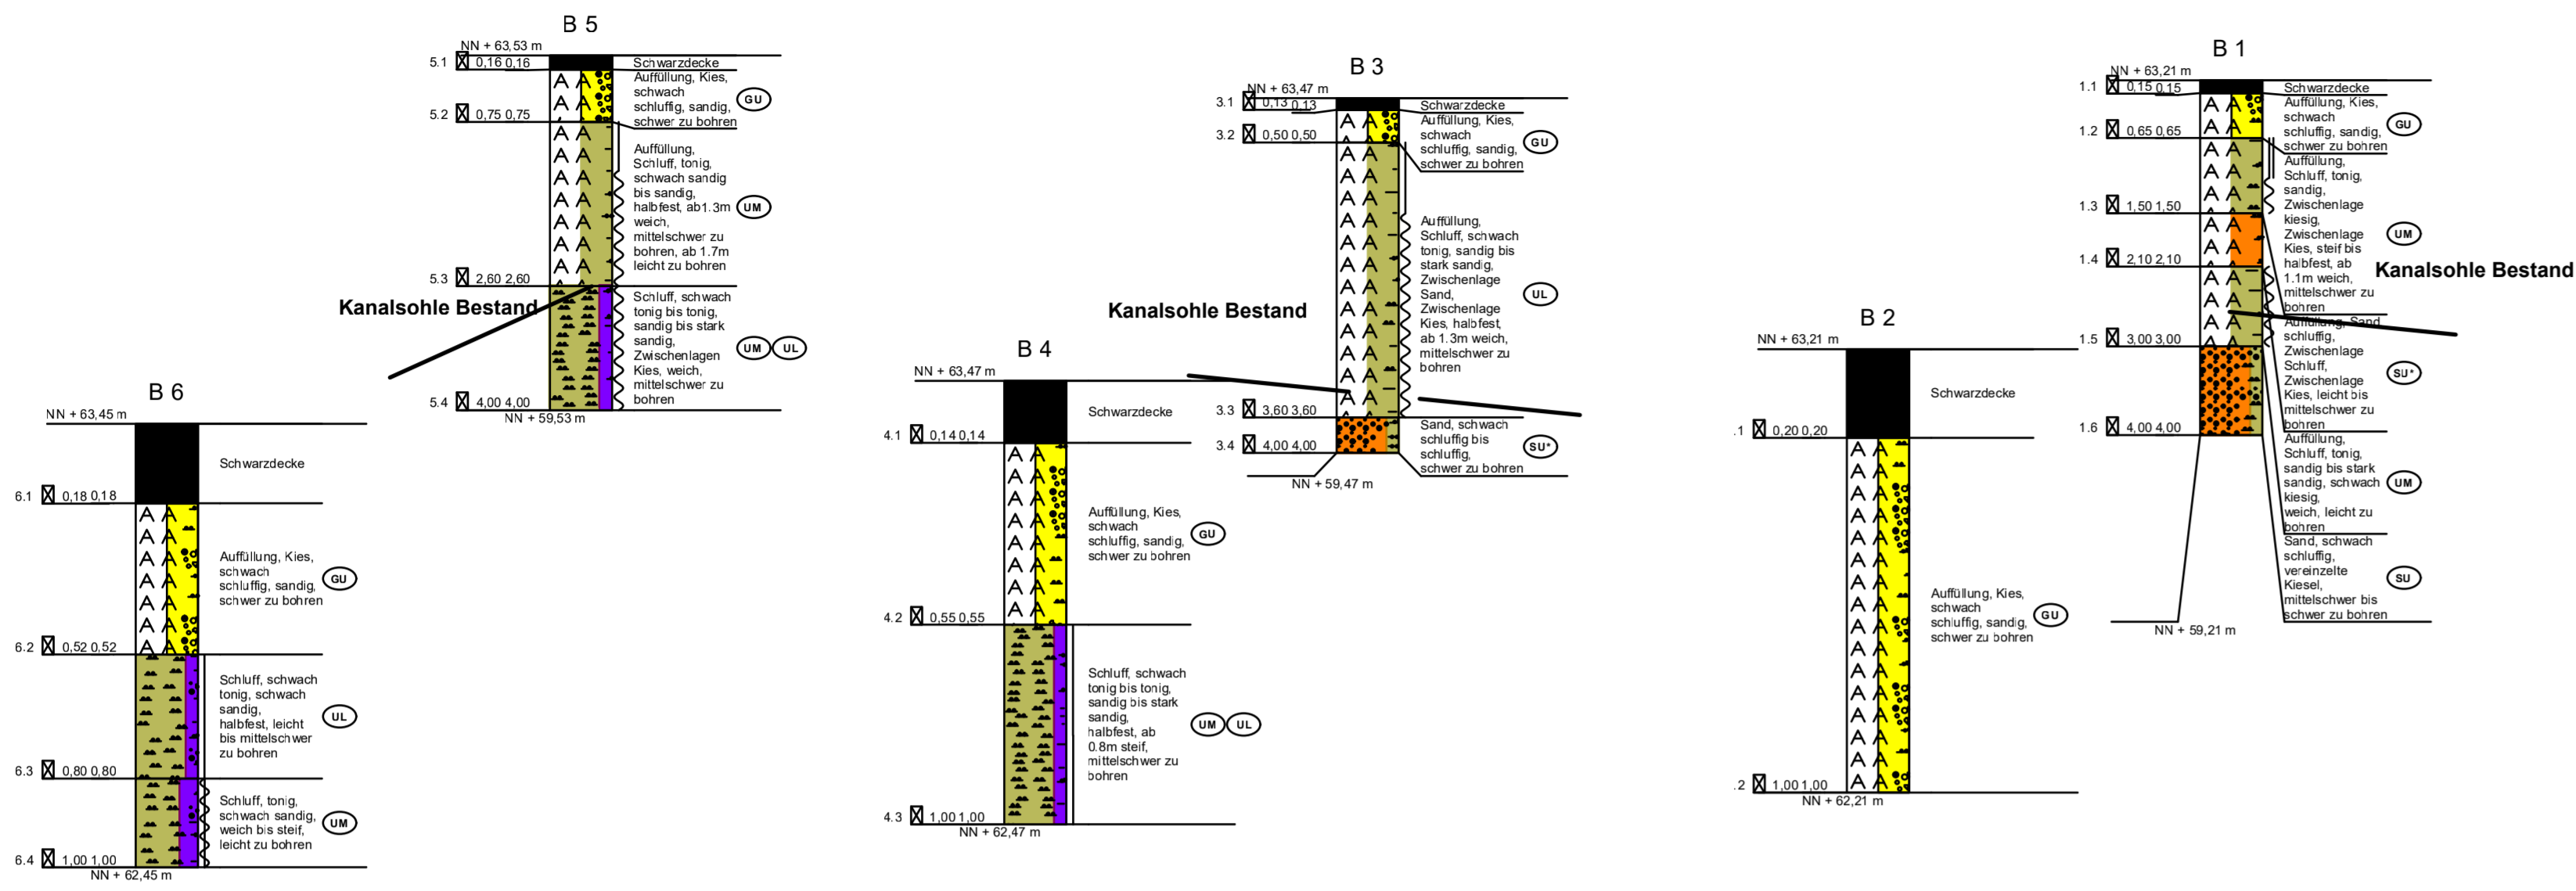 B 5
NN + 63,53 m
5.1 0,16 0,16
Schwarzdecke
Auffüllung, Kies,
schwach
schluffig, sandig,
schwer zu bohren
GU
5.2 0,75 0,75
Auffüllung,
Schluff, tonig,
schwach sandig
bis sandig,
halbfest, ab1.3m
weich,
mittelschwer zu
bohren, ab 1.7m
leicht zu bohren
UM
5.3 2,60 2,60
Kanalsohle Bestand
Schluff, schwach
tonig bis tonig,
sandig bis stark
sandig,
Zwischenlagen
Kies, weich,
mittelschwer zu
bohren
UM UL
5.4 4,00 4,00
NN + 59,53 m
B 6
NN + 63,45 m
Schwarzdecke
6.1 0,18 0,18
Auffüllung, Kies,
schwach
schluffig, sandig,
schwer zu bohren
GU
6.2 0,52 0,52
Schluff, schwach
tonig, schwach
sandig,
halbfest, leicht
bis mittelschwer
zu bohren
UL
6.3 0,80 0,80
Schluff, tonig,
schwach sandig,
weich bis steif,
leicht zu bohren
UM
6.4 1,00 1,00
NN + 62,45 m
B 3
NN + 63,47 m
3.1 0,13 0,13
Schwarzdecke
Auffüllung, Kies,
schwach
schluffig, sandig,
schwer zu bohren
GU
3.2 0,50 0,50
Auffüllung,
Schluff, schwach
tonig, sandig bis
stark sandig,
Zwischenlage
Sand,
Zwischenlage
Kies, halbfest,
ab 1.3m weich,
mittelschwer zu
bohren
UL
Kanalsohle Bestand
3.3 3,60 3,60
Sand, schwach
schluffig bis
schluffig,
schwer zu bohren
SU*
3.4 4,00 4,00
NN + 59,47 m
B 4
NN + 63,47 m
Schwarzdecke
4.1 0,14 0,14
Auffüllung, Kies,
schwach
schluffig, sandig,
schwer zu bohren
GU
4.2 0,55 0,55
Schluff, schwach
tonig bis tonig,
sandig bis stark
sandig,
halbfest, ab
0.8m steif,
mittelschwer zu
bohren
UM UL
4.3 1,00 1,00
NN + 62,47 m
B 1
NN + 63,21 m
1.1 0,15 0,15
Schwarzdecke
Auffüllung, Kies,
schwach
schluffig, sandig,
schwer zu bohren
GU
1.2 0,65 0,65
Auffüllung,
Schluff, tonig,
sandig,
Zwischenlage
kiesig,
Zwischenlage
Kies, steif bis
halbfest, ab
1.1m weich,
mittelschwer zu
bohren
UM
1.3 1,50 1,50
1.4 2,10 2,10
Kanalsohle Bestand
Auffüllung, Sand,
schluffig,
Zwischenlage
Schluff,
Zwischenlage
Kies, leicht bis
mittelschwer zu
bohren
SU*
1.5 3,00 3,00
Auffüllung,
Schluff, tonig,
sandig bis stark
sandig, schwach
kiesig,
weich, leicht zu
bohren
UM
1.6 4,00 4,00
Sand, schwach
schluffig,
vereinzelte
Kiesel,
mittelschwer bis
schwer zu bohren
SU
NN + 59,21 m
B 2
NN + 63,21 m
Schwarzdecke
.1 0,20 0,20
Auffüllung, Kies,
schwach
schluffig, sandig,
schwer zu bohren
GU
.2 1,00 1,00
NN + 62,21 m